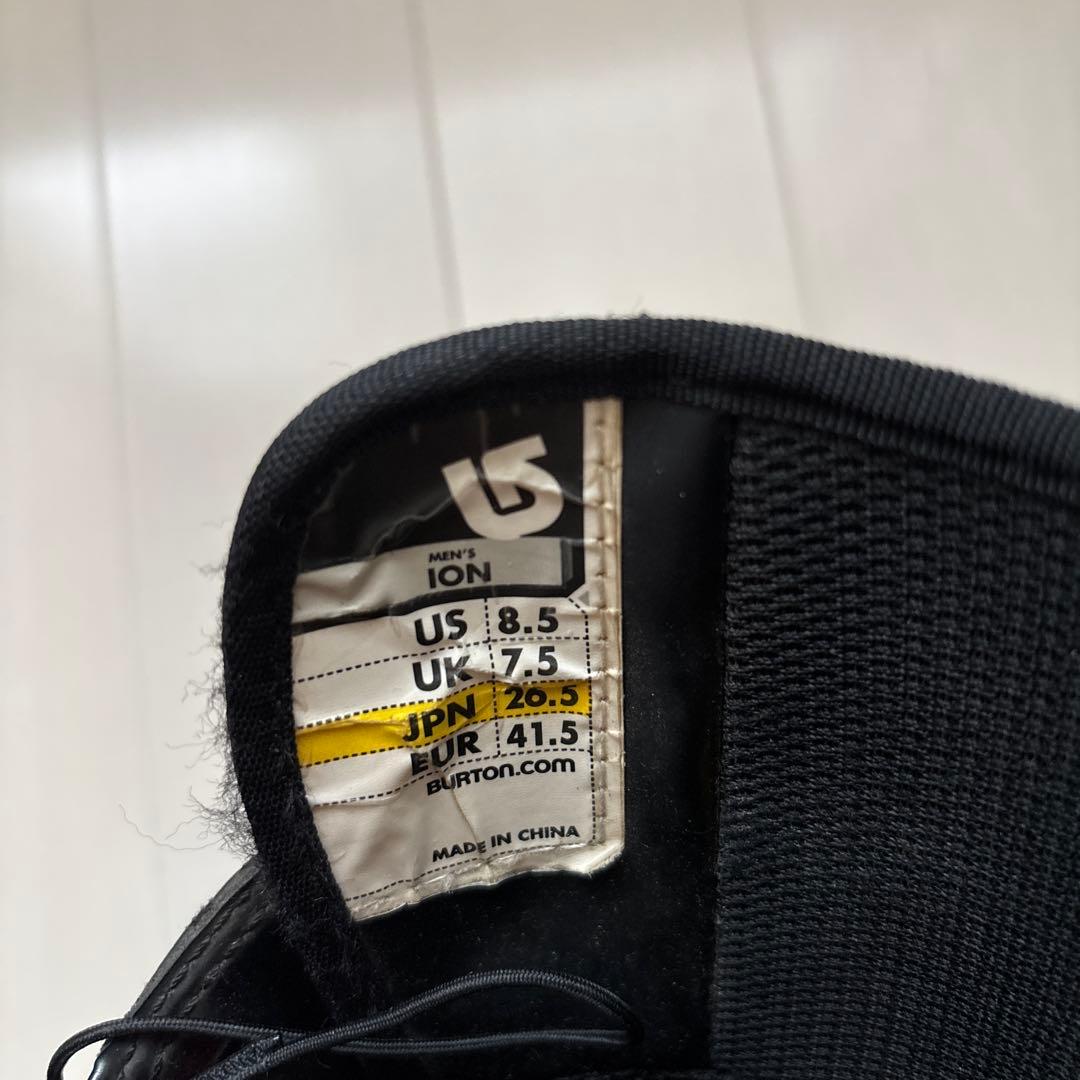 MEN'S
ION
US 8.5
UK 7.5
JPN 26.5
EUR 41.5
BURTON.COM
MADE IN CHINA